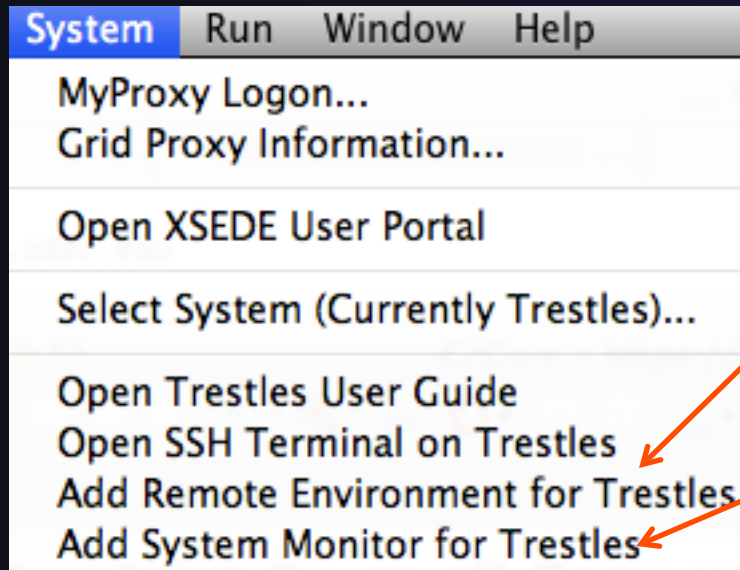 System Run Window Help
MyProxy Logon...
Grid Proxy Information...
Open XSEDE User Portal
Select System (Currently Trestles)...
Open Trestles User Guide
Open SSH Terminal on Trestles
Add Remote Environment for Trestles
Add System Monitor for Trestles